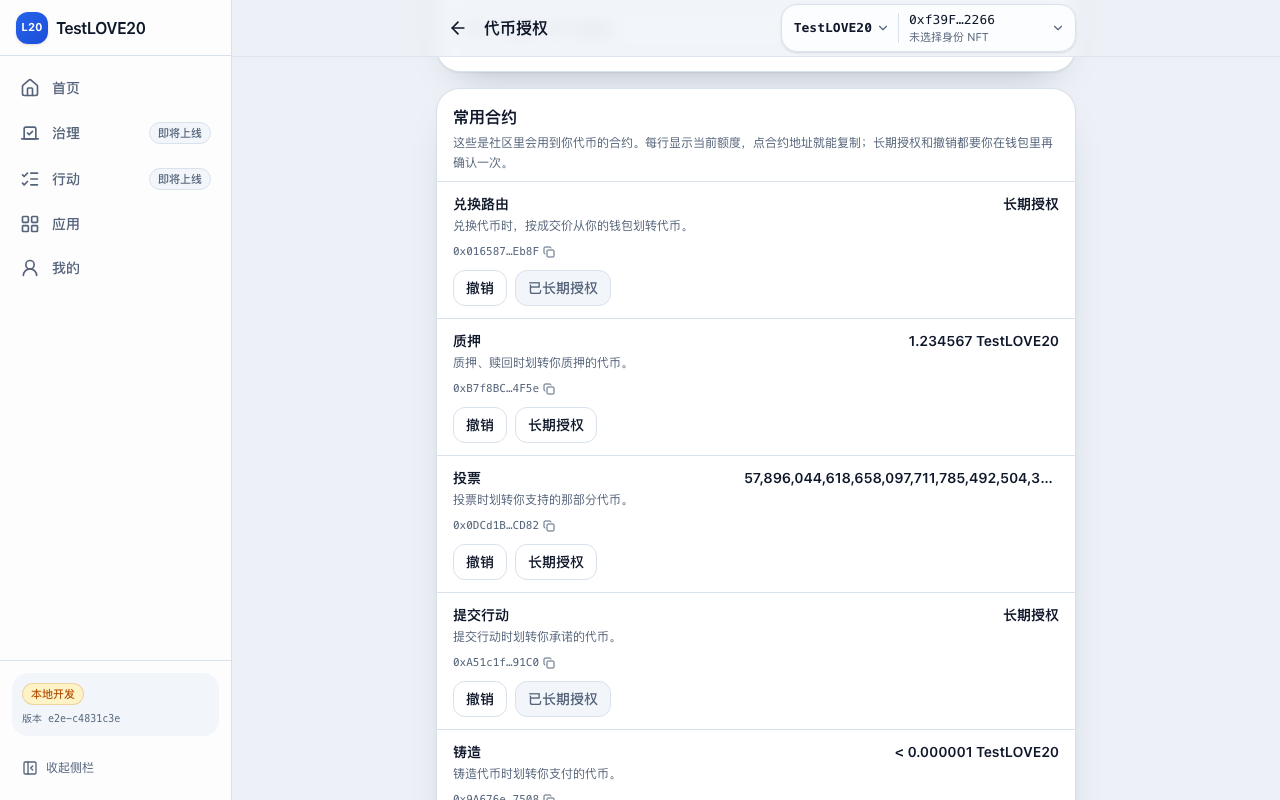 L20 TestLOVE20
首页
治理 即将上线
行动 即将上线
应用
我的
本地开发
版本 e2e-c4831c3e
收起侧栏
代币授权
TestLOVE20
0xf39F…2266
未选择身份 NFT
常用合约
这些是社区里会用到你代币的合约。每行显示当前额度，点合约地址就能复制；长期授权和撤销都要你在钱包里再
确认一次。
兑换路由 长期授权
兑换代币时，按成交价从你的钱包划转代币。
0x016587…Eb8F
撤销 已长期授权
质押 1.234567 TestLOVE20
质押、赎回时划转你质押的代币。
0xB7f8BC…4F5e
撤销 长期授权
投票 57,896,044,618,658,097,711,785,492,504,3...
投票时划转你支持的那部分代币。
0x0DCd1B…CD82
撤销 长期授权
提交行动 长期授权
提交行动时划转你承诺的代币。
0xA51c1f…91C0
撤销 已长期授权
铸造 < 0.000001 TestLOVE20
铸造代币时划转你支付的代币。
0x9A676e…7508